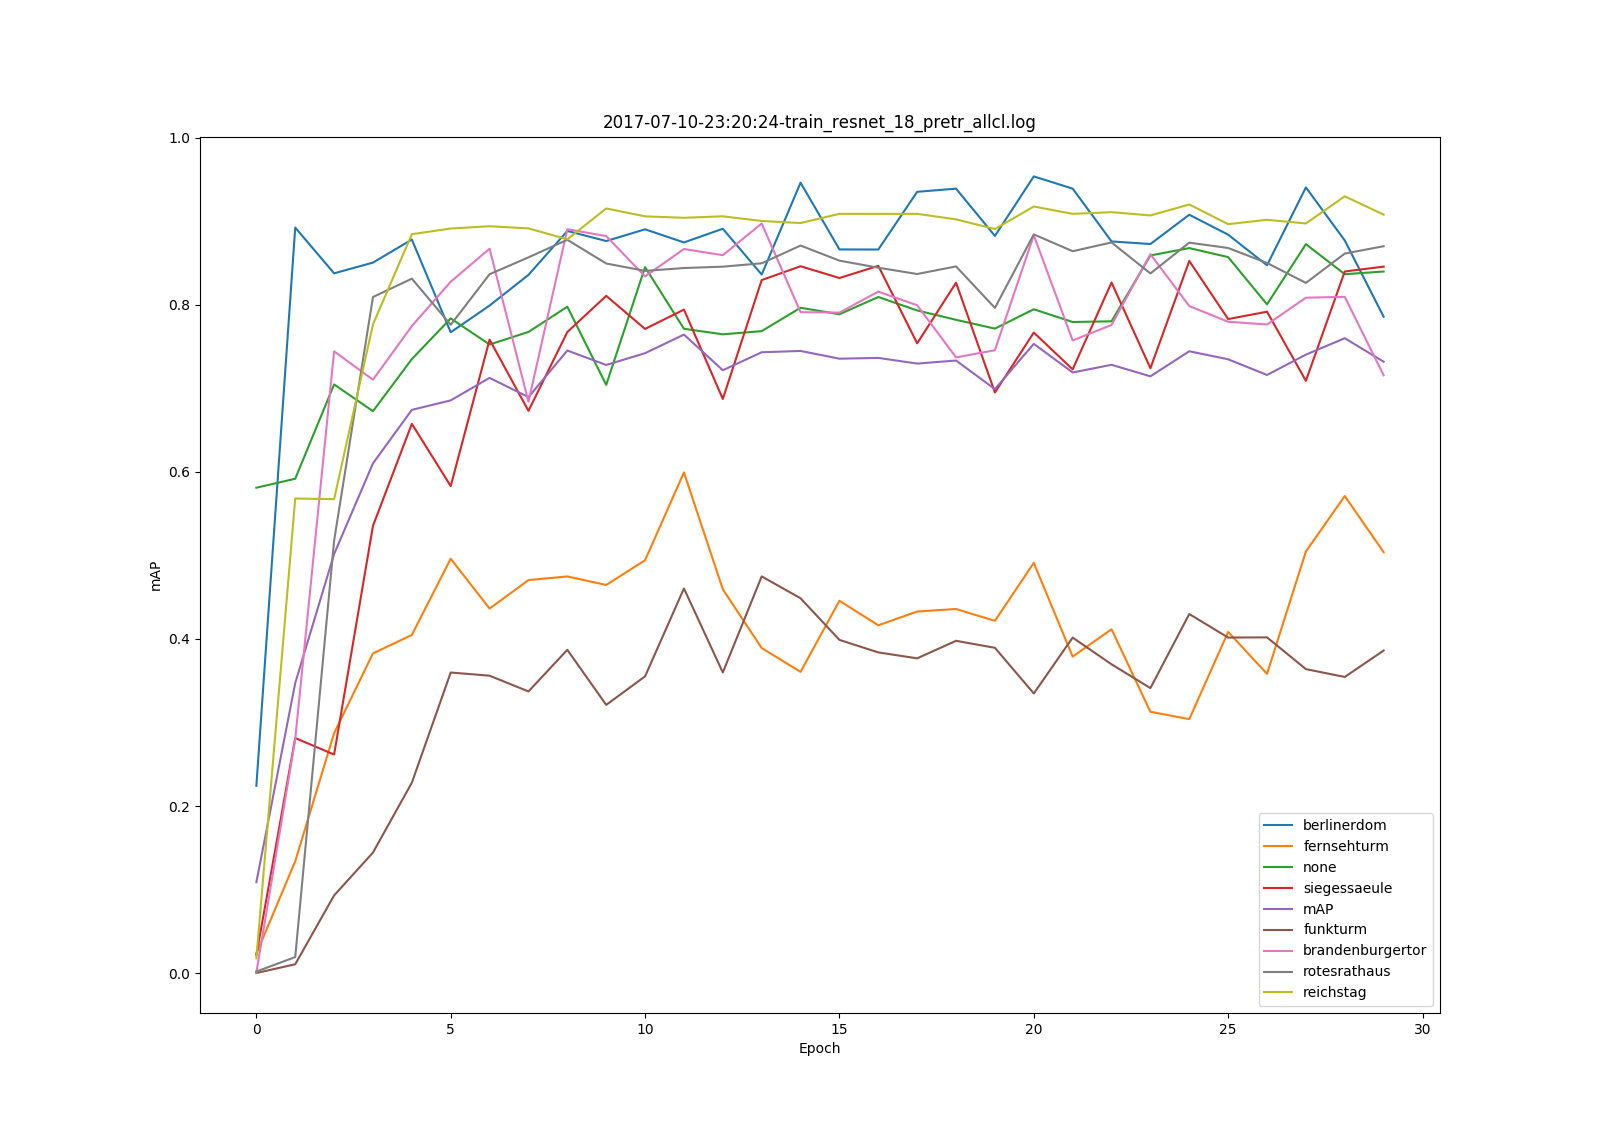 2017-07-10-23:20:24-train_resnet_18_pretr_allcl.log
1.0
0.8
0.6
0.4
0.2
0.0
mAP
0 5 10 15 20 25 30
Epoch
berlinerdom
fernsehturm
none
siegessaeule
mAP
funkturm
brandenburgertor
rotesrathaus
reichstag